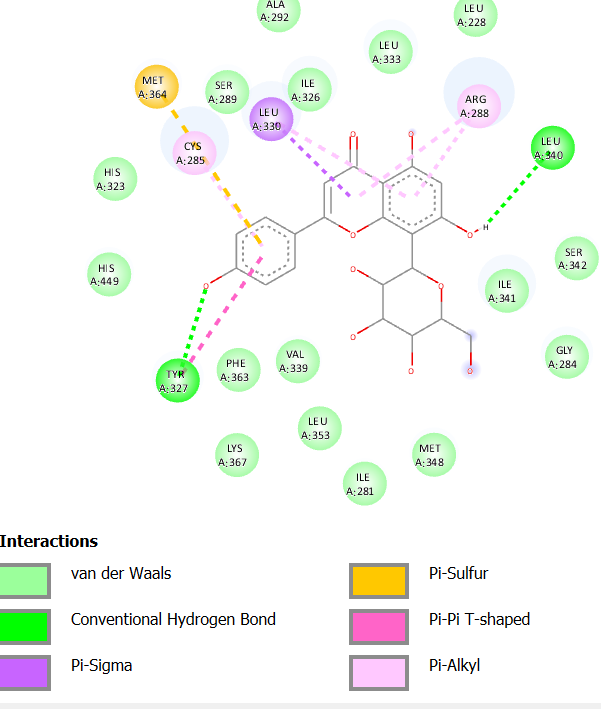 ALA
A:292
LEU
A:228
LEU
A:333
MET
A:364
SER
A:289
ILE
A:326
ARG
A:288
LEU
A:330
LEU
A:340
CYS
A:285
HIS
A:323
O
O
H
O
O
SER
A:342
HIS
A:449
O
O
O
ILE
A:341
O
PHE
A:363
VAL
A:339
GLY
A:284
TYR
A:327
O
O
O
LEU
A:353
LYS
A:367
MET
A:348
ILE
A:281
Interactions
van der Waals
Conventional Hydrogen Bond
Pi-Sigma
Pi-Sulfur
Pi-Pi T-shaped
Pi-Alkyl